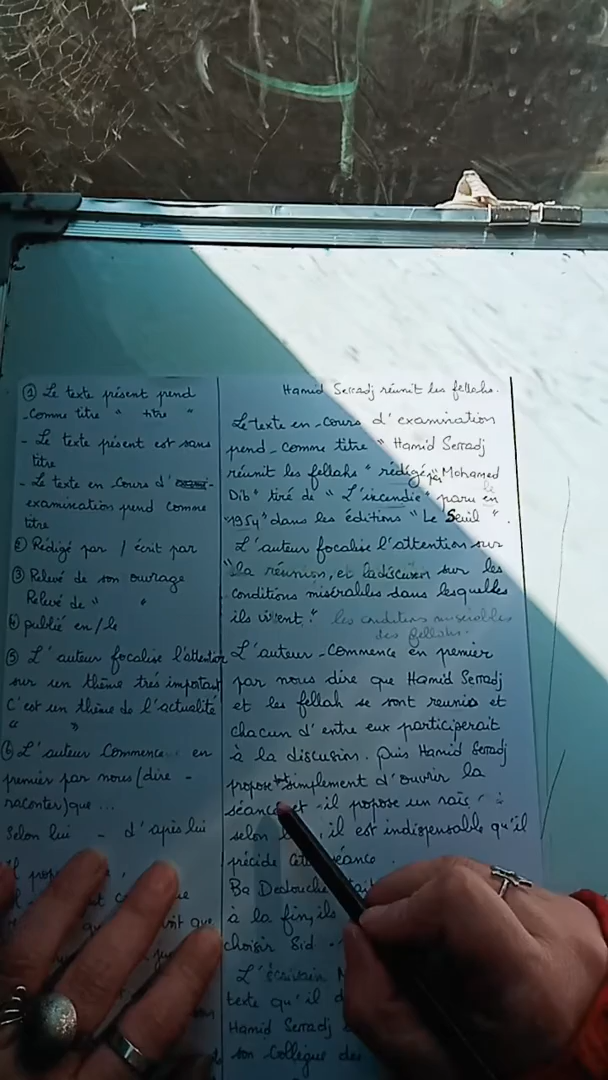 ① Le texte présent prend
- Comme titre " titre "
- Le texte présent est sans
titre
- Le texte en cours d'
examination prend comme
titre
② Rédigé par / écrit par
③ Relevé de son ouvrage
Relevé de " "
④ publié en / le
⑤ L'auteur focalise l'attention
sur un thème très important
C'est un thème de l'actualité
" "
⑥ L'auteur Commence en
premier par nous (dire -
raconter) que ...
Selon lui - d'après lui
Hamid Serradj réunit les fellahs.
Le texte en cours d'examination
prend comme titre " Hamid Serradj
réunit les fellahs " rédigé par Mohamed
Dib" tiré de " L'incendie " paru en
"1954" dans les éditions " Le Seuil ".
L'auteur focalise l'attention sur
"la réunion, et la discusion sur les
conditions misérables dans lesquelles
ils vivent." les conditions misérables
des fellahs.
L'auteur Commence en premier
par nous dire que Hamid Serradj
et les fellah se sont reunis et
chacun d'entre eux participerait
à la discusion. Puis Hamid Serradj
propose simplement d'ouvrir la
séance et il propose un raïs
selon , il est indispensable qu'il
précide cette séance.
Ba Dedouche
à la fin, ils
choisir Sid
L'écrivain
texte qu'il
Hamid Serradj
son Collègue